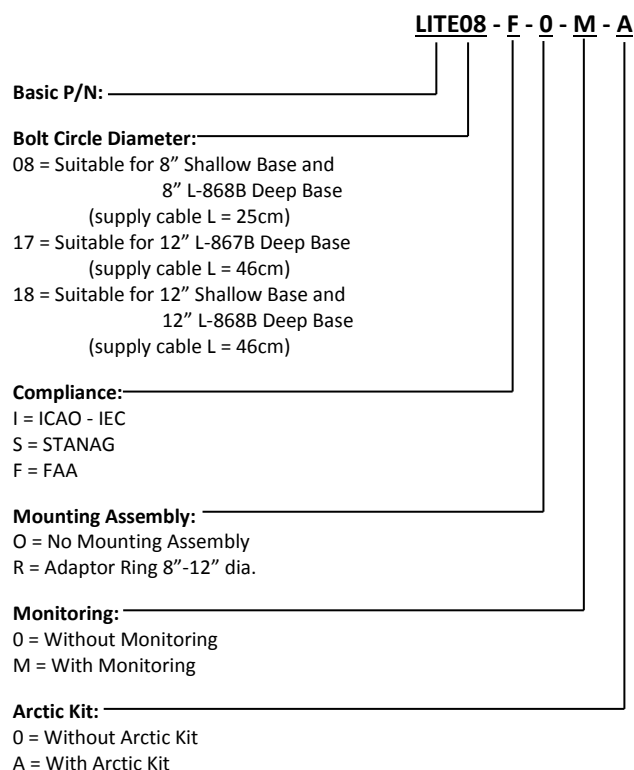 LITE08 - F - 0 - M - A
Basic P/N:
Bolt Circle Diameter:
08 = Suitable for 8” Shallow Base and
8” L-868B Deep Base
(supply cable L = 25cm)
17 = Suitable for 12” L-867B Deep Base
(supply cable L = 46cm)
18 = Suitable for 12” Shallow Base and
12” L-868B Deep Base
(supply cable L = 46cm)
Compliance:
I = ICAO - IEC
S = STANAG
F = FAA
Mounting Assembly:
O = No Mounting Assembly
R = Adaptor Ring 8”-12” dia.
Monitoring:
0 = Without Monitoring
M = With Monitoring
Arctic Kit:
0 = Without Arctic Kit
A = With Arctic Kit